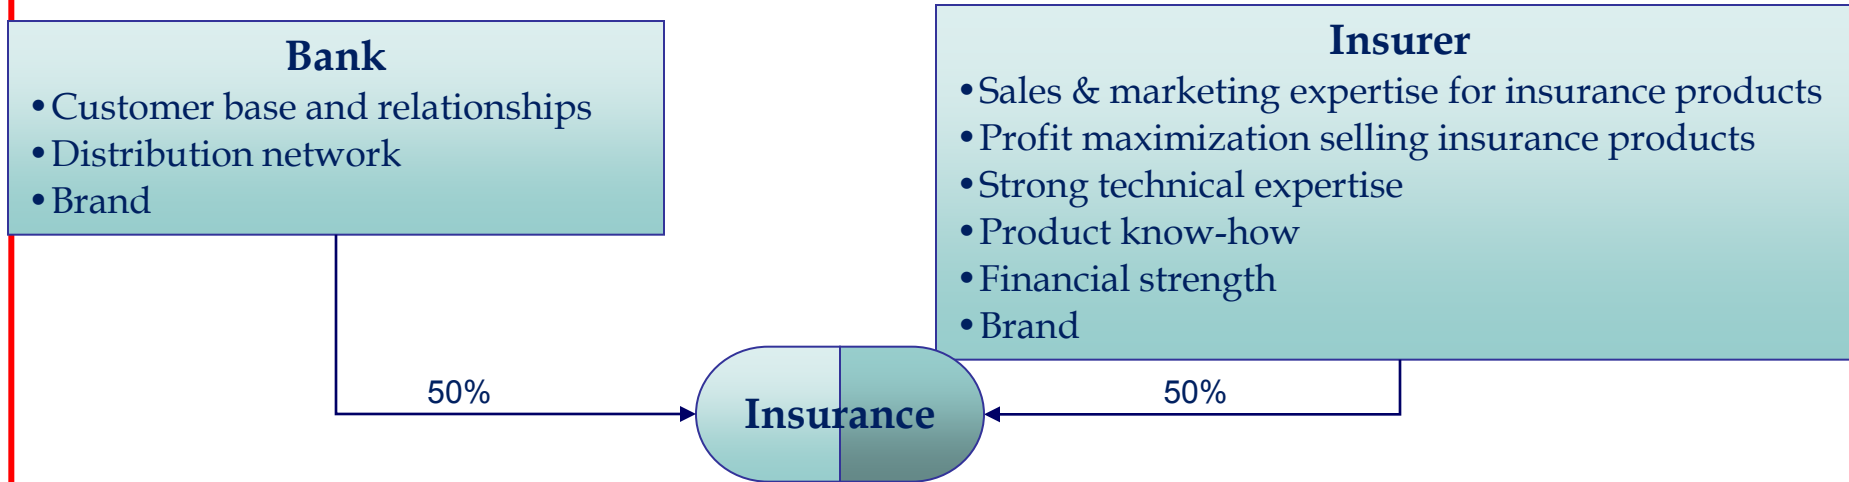 Bank
•Customer base and relationships
•Distribution network
•Brand
Insurer
•Sales & marketing expertise for insurance products
•Profit maximization selling insurance products
•Strong technical expertise
•Product know-how
•Financial strength
•Brand
50%
Insurance
50%